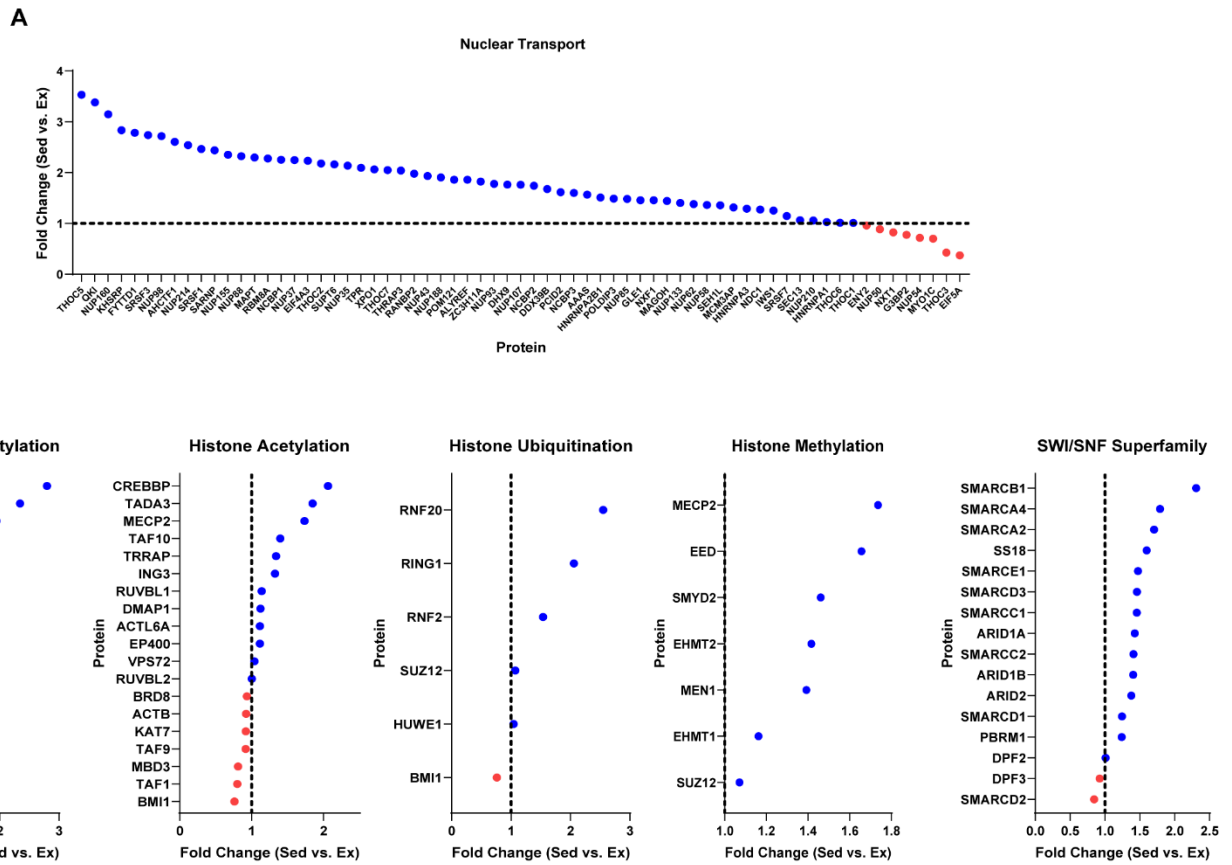 A
Nuclear Transport
Fold Change (Sed vs. Ex)
4
3
2
1
0
THOC5
QKI
NUP160
KHSRP
FYTTD1
SRSF3
NUP98
AHCTF1
NUP214
SRSF1
SARNP
NUP155
NUP88
MAPT
RBM8A
NCBP1
NUP37
EIF4A3
THOC2
SUPT6
NUP35
TPR
XPO1
THOC7
THRAP3
RANBP2
NUP43
NUP188
POM121
ALYREF
ZC3H11A
NUP93
DHX9
NUP107
NCBP2
DDX39B
PCID2
NCBP3
AAAS
HNRNPA2B1
POLDIP3
NUP85
GLE1
NXF1
MAGOH
NUP133
NUP62
NUP58
SEH1L
MCM3AP
HNRNPA3
NDC1
IWS1
SRSF7
SEC13
NUP210
HNRNPA1
THOC6
THOC1
ENY2
NUP50
NXT1
G3BP2
NUP54
MYO1C
THOC3
EIF5A
Protein
tylation
2
3
d vs. Ex)
Histone Acetylation
Protein
CREBBP
TADA3
MECP2
TAF10
TRRAP
ING3
RUVBL1
DMAP1
ACTL6A
EP400
VPS72
RUVBL2
BRD8
ACTB
KAT7
TAF9
MBD3
TAF1
BMI1
0
1
2
Fold Change (Sed vs. Ex)
Histone Ubiquitination
Protein
RNF20
RING1
RNF2
SUZ12
HUWE1
BMI1
0
1
2
3
Fold Change (Sed vs. Ex)
Histone Methylation
Protein
MECP2
EED
SMYD2
EHMT2
MEN1
EHMT1
SUZ12
1.0
1.2
1.4
1.6
1.8
Fold Change (Sed vs. Ex)
SWI/SNF Superfamily
Protein
SMARCB1
SMARCA4
SMARCA2
SS18
SMARCE1
SMARCD3
SMARCC1
ARID1A
SMARCC2
ARID1B
ARID2
SMARCD1
PBRM1
DPF2
DPF3
SMARCD2
0.0
0.5
1.0
1.5
2.0
2.5
Fold Change (Sed vs. Ex)